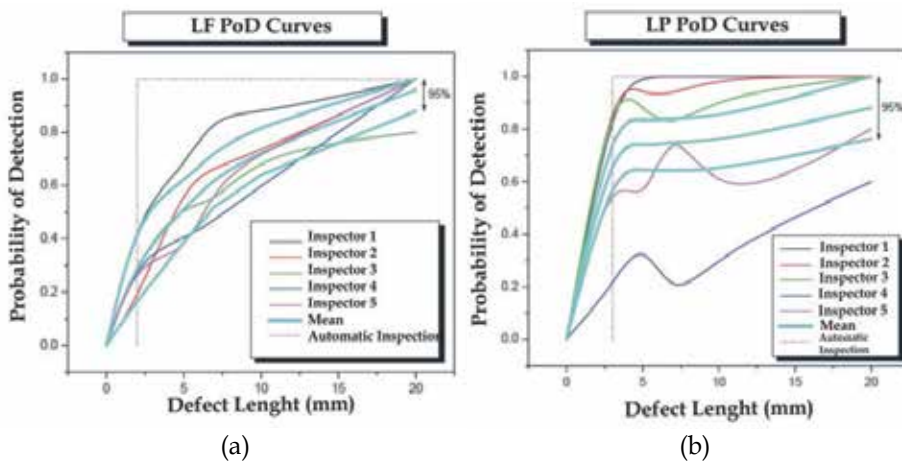 LF PoD Curves
Probability of Detection
1.0
0.8
0.6
0.4
0.2
0.0
95%
Inspector 1
Inspector 2
Inspector 3
Inspector 4
Inspector 5
Mean
Automatic Inspection
0
5
10
15
20
Defect Lenght (mm)
(a)
LP PoD Curves
Probability of Detection
1.0
0.8
0.6
0.4
0.2
0.0
95%
Inspector 1
Inspector 2
Inspector 3
Inspector 4
Inspector 5
Mean
Automatic
Inspection
0
5
10
15
20
Defect Lenght (mm)
(b)